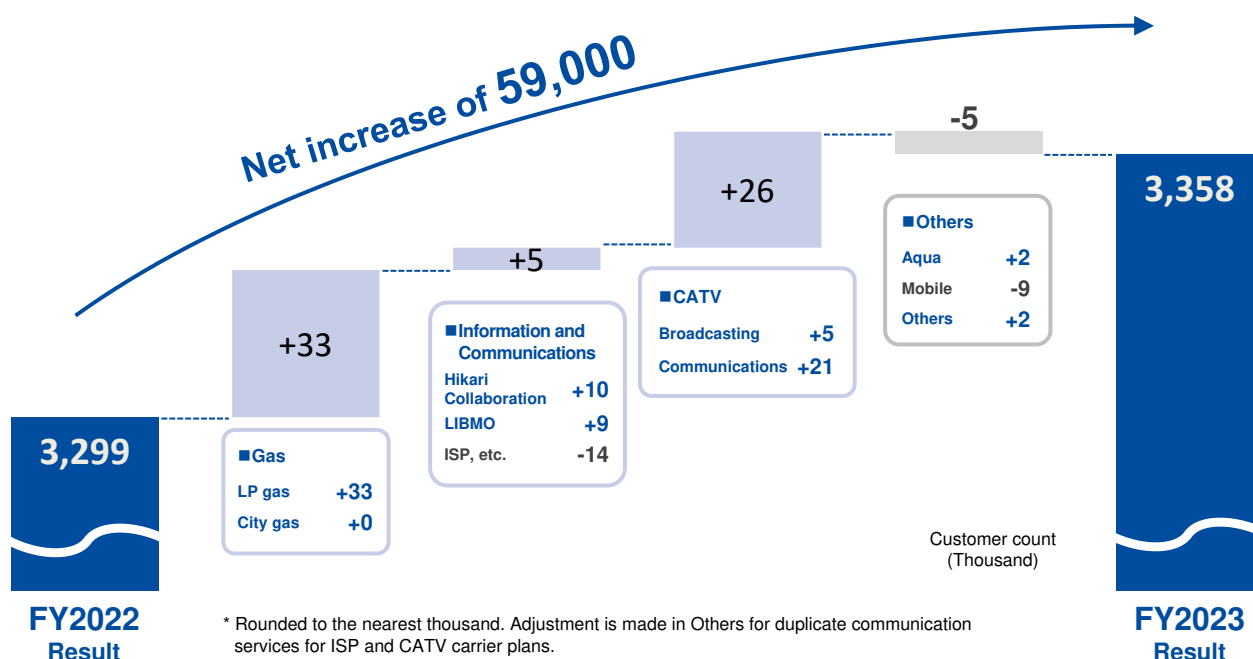 Net increase of 59,000
3,299
+33
■Gas
LP gas +33
City gas +0
+5
■Information and
Communications
Hikari
Collaboration +10
LIBMO +9
ISP, etc. -14
+26
■CATV
Broadcasting +5
Communications +21
-5
■Others
Aqua +2
Mobile -9
Others +2
3,358
Customer count
(Thousand)
FY2022
Result
FY2023
Result
* Rounded to the nearest thousand. Adjustment is made in Others for duplicate communication
services for ISP and CATV carrier plans.